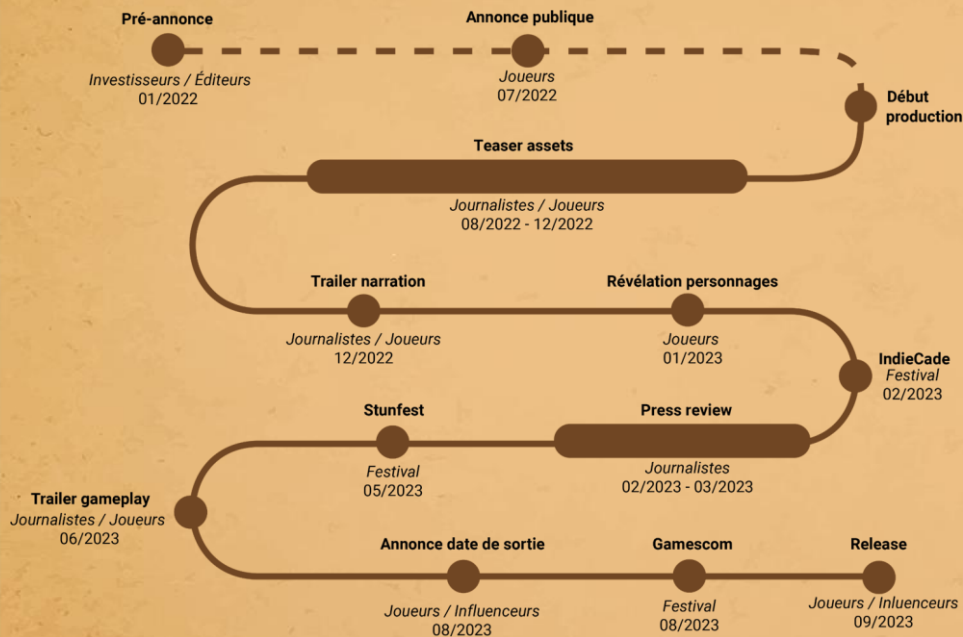 Pré-annonce
Investisseurs / Éditeurs
01/2022
Annonce publique
Joueurs
07/2022
Début
production
Teaser assets
Journalistes / Joueurs
08/2022 - 12/2022
Trailer narration
Journalistes / Joueurs
12/2022
Révélation personnages
Joueurs
01/2023
IndieCade
Festival
02/2023
Press review
Journalistes
02/2023 - 03/2023
Stunfest
Festival
05/2023
Trailer gameplay
Journalistes / Joueurs
06/2023
Annonce date de sortie
Joueurs / Influenceurs
08/2023
Gamescom
Festival
08/2023
Release
Joueurs / Inluenceurs
09/2023